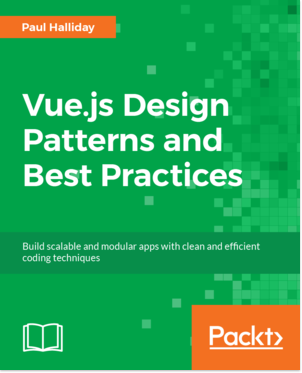 Paul Halliday
Vue.js Design
Patterns and
Best Practices
Build scalable and modular apps with clean and efficient
coding techniques
Packt>